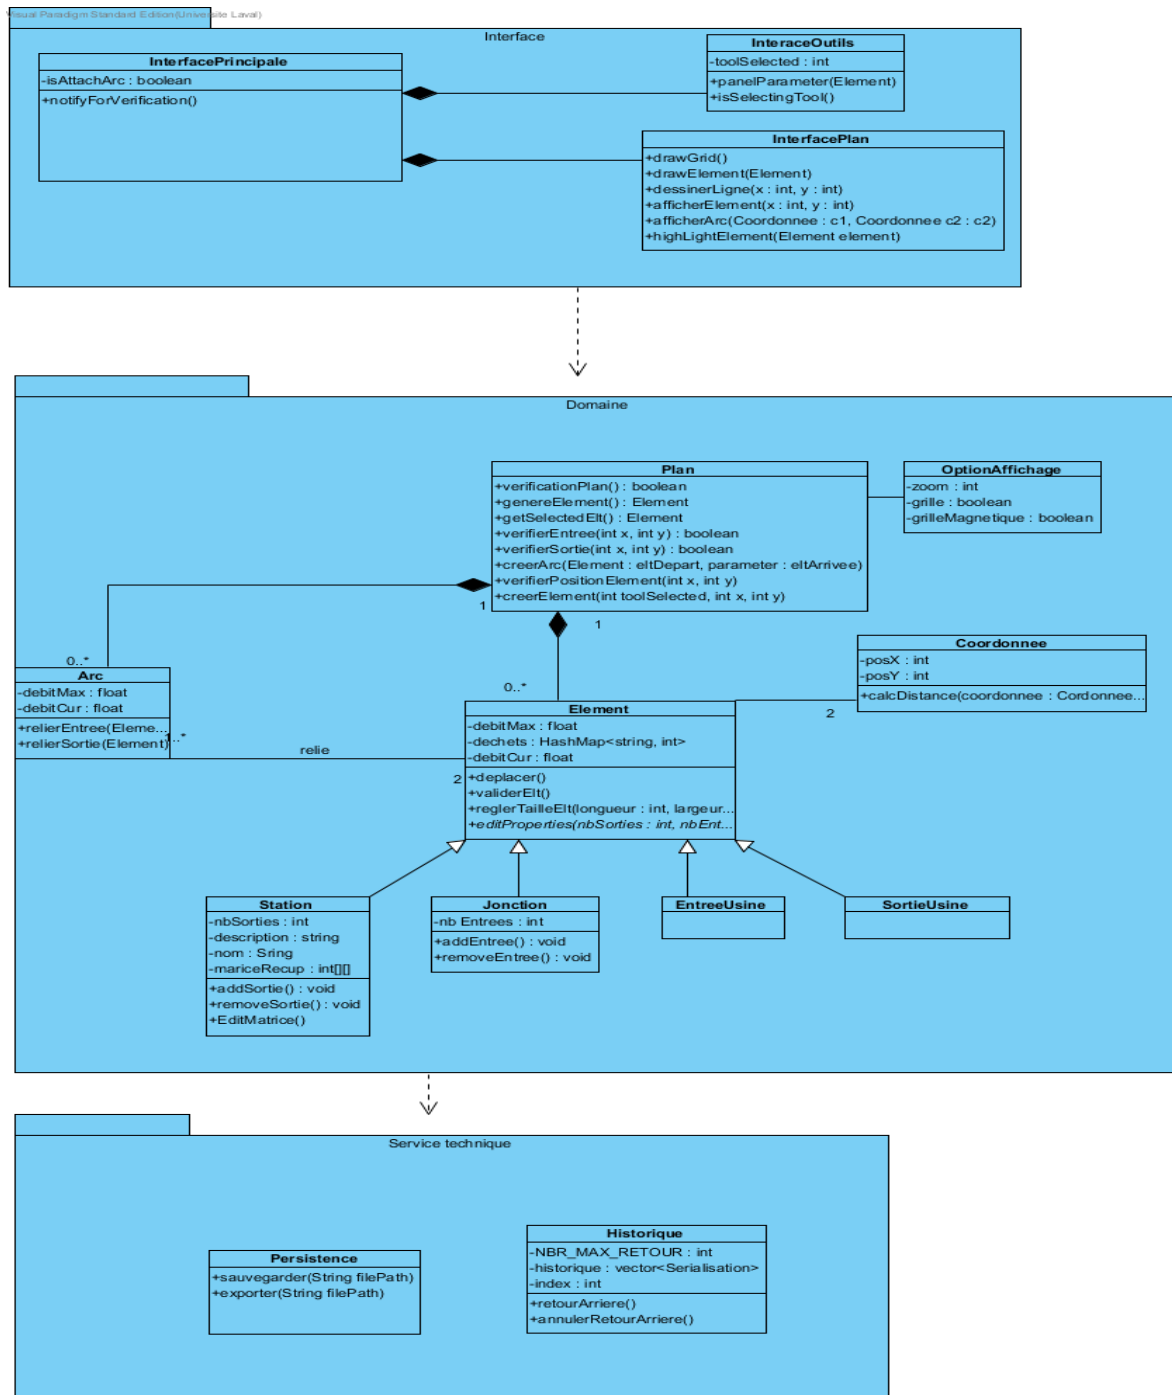 Visual Paradigm Standard Edition(Universite Laval)
Interface
InterfacePrincipale
-isAttachArc : boolean
+notifyForVerification()
InteraceOutils
-toolSelected : int
+panelParameter(Element)
+isSelectingTool()
InterfacePlan
+drawGrid()
+drawElement(Element)
+dessinerLigne(x : int, y : int)
+afficherElement(x : int, y : int)
+afficherArc(Coordonnee : c1, Coordonnee c2 : c2)
+highLightElement(Element element)
Domaine
Plan
+verificationPlan() : boolean
+genereElement() : Element
+getSelectedElt() : Element
+verifierEntree(int x, int y) : boolean
+verifierSortie(int x, int y) : boolean
+creerArc(Element : eltDepart, parameter : eltArrivee)
+verifierPositionElement(int x, int y)
+creerElement(int toolSelected, int x, int y)
OptionAffichage
-zoom : int
-grille : boolean
-grilleMagnetique : boolean
1
1
0..*
0..*
Coordonnee
-posX : int
-posY : int
+calcDistance(coordonnee : Cordonnee...
2
Arc
-debitMax : float
-debitCur : float
+relierEntree(Eleme...
+relierSortie(Element)
1..*
relie
2
Element
-debitMax : float
-dechets : HashMap<string, int>
-debitCur : float
+deplacer()
+validerElt()
+reglerTailleElt(longueur : int, largeur...
+editProperties(nbSorties : int, nbEnt...
Station
-nbSorties : int
-description : string
-nom : Sring
-mariceRecup : int[][]
+addSortie() : void
+removeSortie() : void
+EditMatrice()
Jonction
-nb Entrees : int
+addEntree() : void
+removeEntree() : void
EntreeUsine
SortieUsine
Service technique
Persistence
+sauvegarder(String filePath)
+exporter(String filePath)
Historique
-NBR_MAX_RETOUR : int
-historique : vector<Serialisation>
-index : int
+retourArriere()
+annulerRetourArriere()